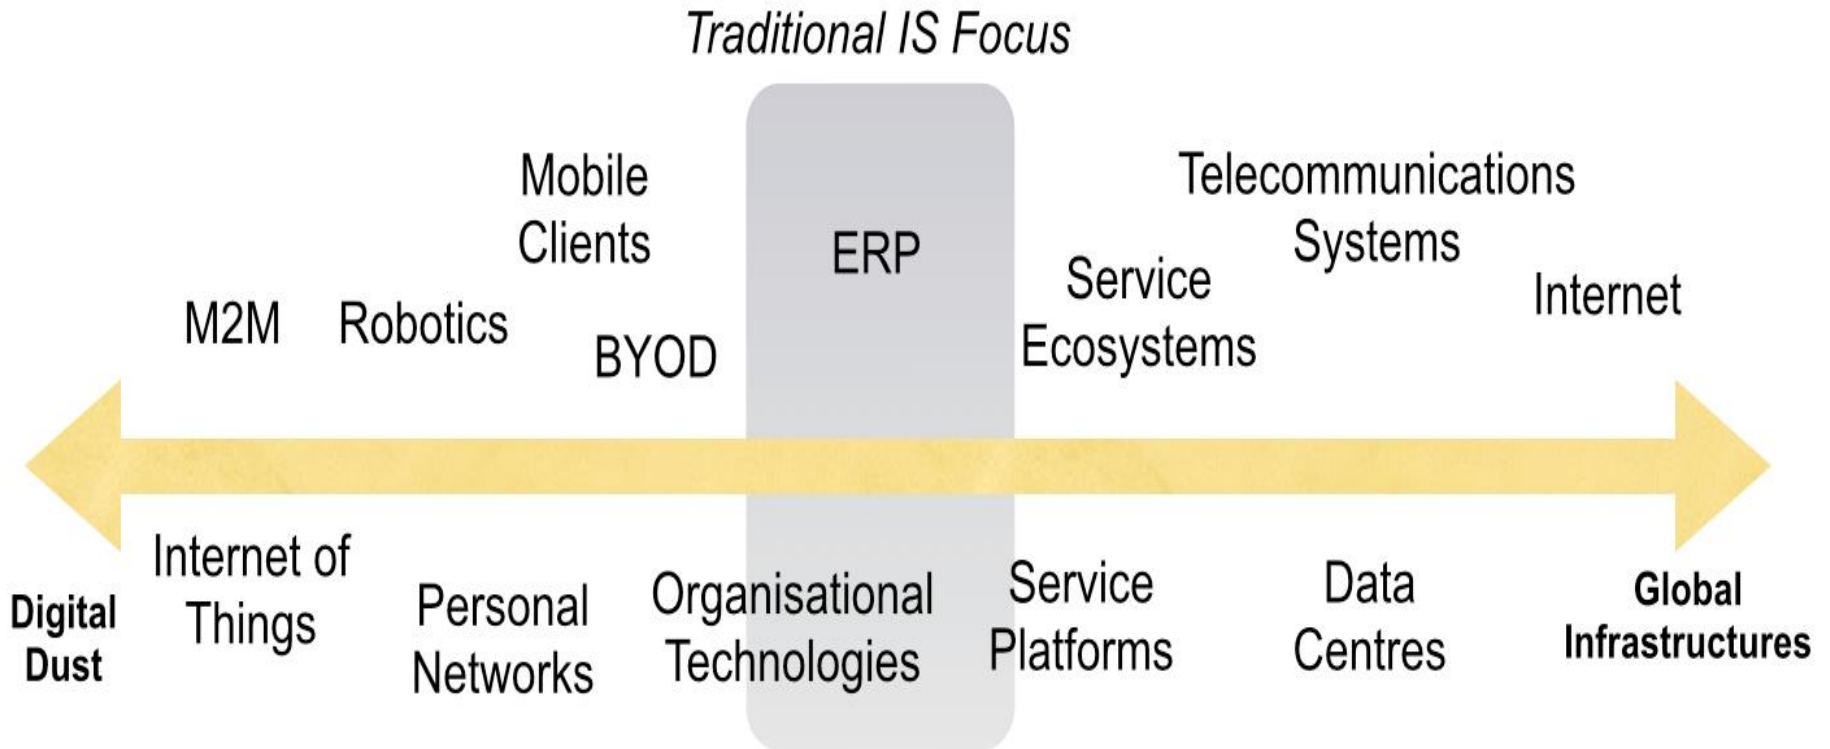 Traditional IS Focus
Mobile
Clients
ERP
Telecommunications
Systems
Service
Ecosystems
Internet
M2M
Robotics
BYOD
Internet of
Things
Digital
Dust
Personal
Networks
Organisational
Technologies
Service
Platforms
Data
Centres
Global
Infrastructures